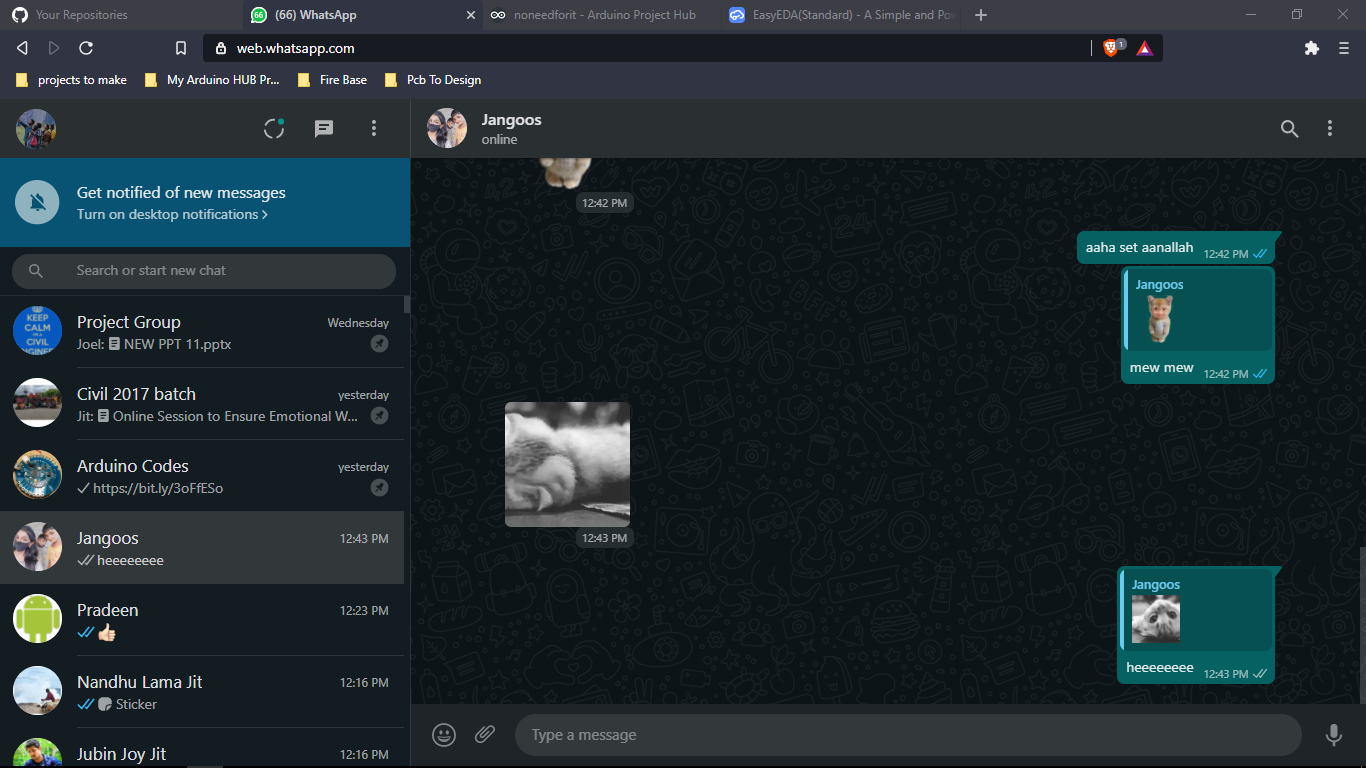 Your Repositories
(66) WhatsApp
noneedforit - Arduino Project Hub
EasyEDA(Standard) - A Simple and Pow
web.whatsapp.com
1
projects to make
My Arduino HUB Pr...
Fire Base
Pcb To Design
Jangoos
online
Get notified of new messages
Turn on desktop notifications >
Search or start new chat
KEEP
CALM
CIVIL
Project Group
Wednesday
Joel: NEW PPT 11.pptx
Civil 2017 batch
yesterday
Jit: Online Session to Ensure Emotional W...
Arduino Codes
yesterday
https://bit.ly/3oFfESo
Jangoos
12:43 PM
heeeeeeee
Pradeen
12:23 PM
Nandhu Lama Jit
12:16 PM
Sticker
Jubin Joy Jit
12:16 PM
12:42 PM
aaha set aanallah
12:42 PM
Jangoos
mew mew
12:42 PM
12:43 PM
Jangoos
heeeeeeee
12:43 PM
Type a message